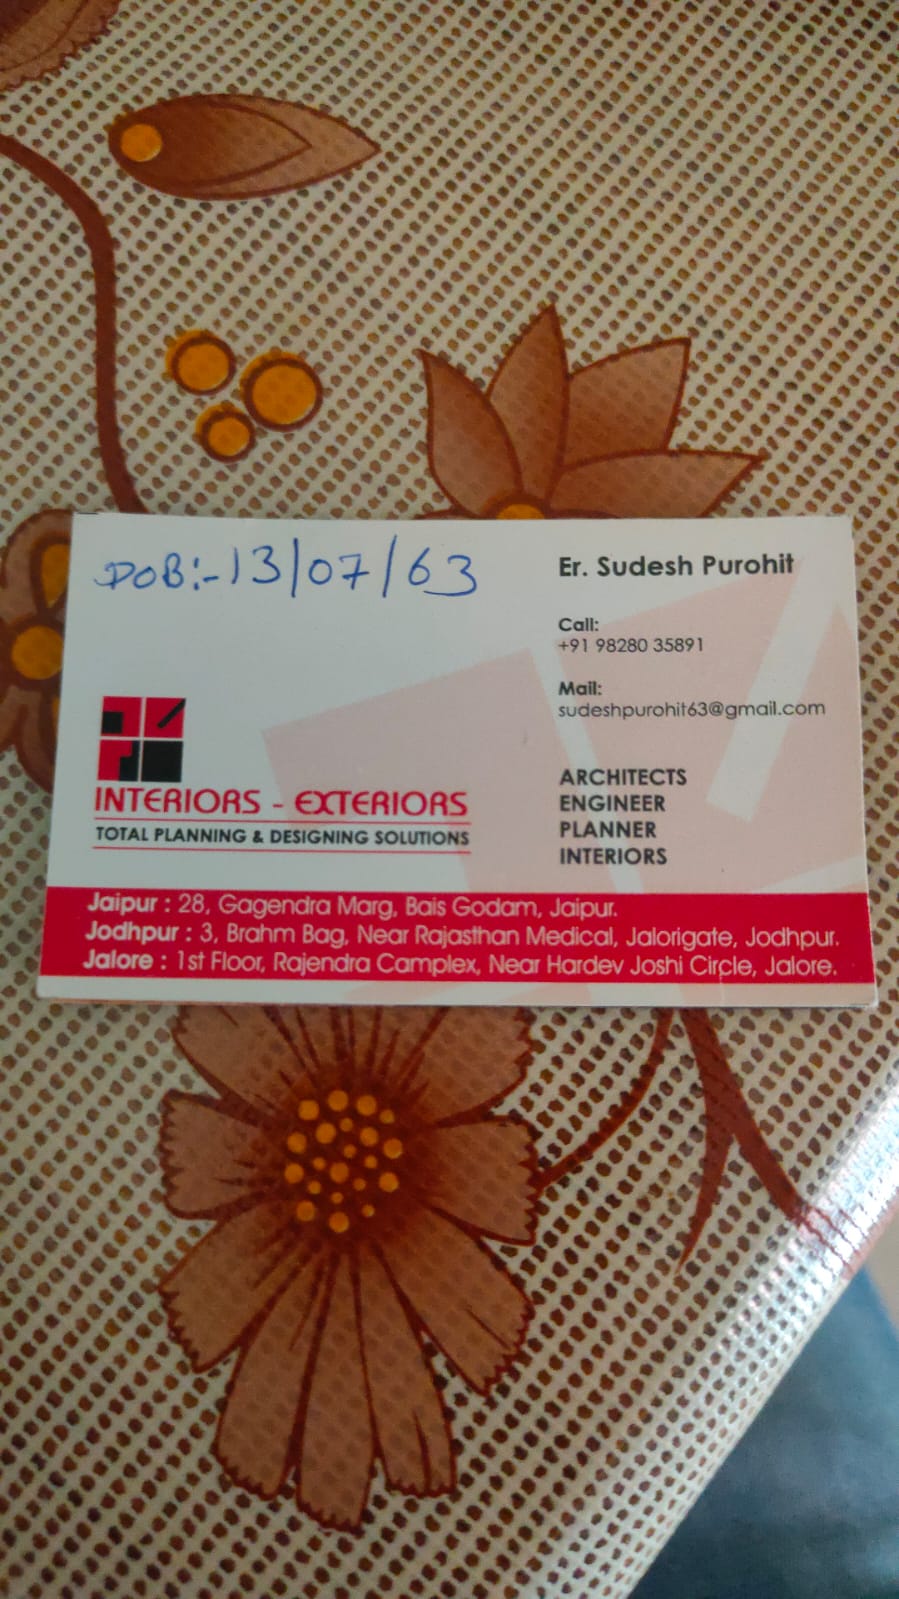 DOB:- 13/07/63
Er. Sudesh Purohit
Call:
+91 98280 35891
Mail:
sudeshpurohit63@gmail.com
INTERIORS - EXTERIORS
TOTAL PLANNING & DESIGNING SOLUTIONS
ARCHITECTS
ENGINEER
PLANNER
INTERIORS
Jaipur : 28, Gagendra Marg, Bais Godam, Jaipur.
Jodhpur : 3, Brahm Bag, Near Rajasthan Medical, Jalorigate, Jodhpur.
Jalore : 1st Floor, Rajendra Camplex, Near Hardev Joshi Circle, Jalore.